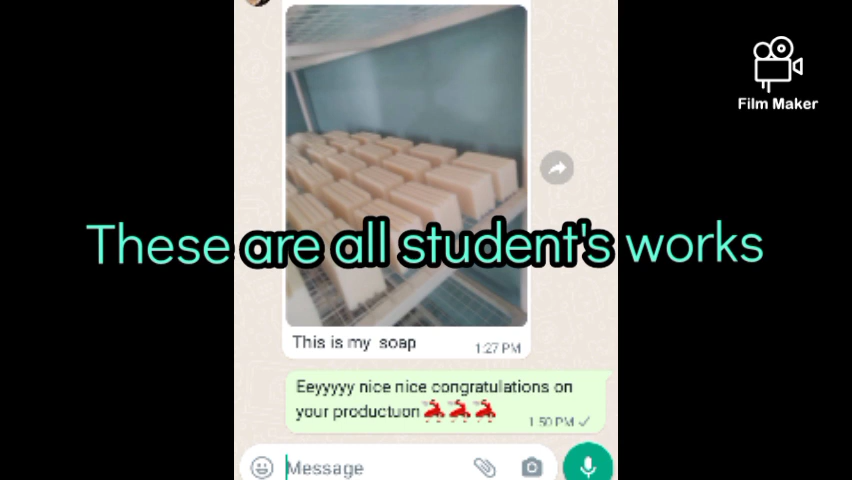 Film Maker
These are all student's works
This is my soap
1:27 PM
Eeyyyyy nice nice congratulations on
your productuon
1:50 PM
Message